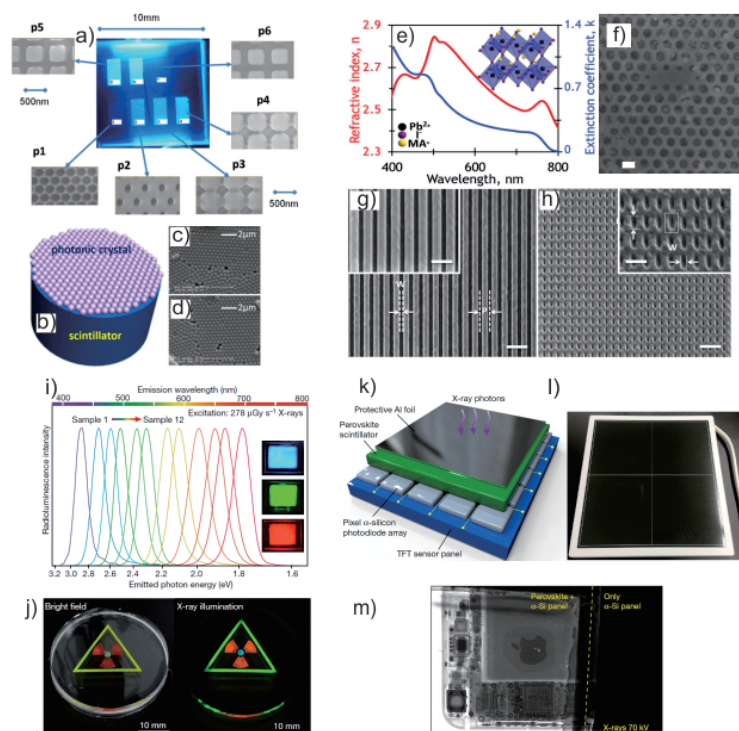 a)
10mm
p5
p6
500nm
p4
p1
p2
p3
500nm
photonic crystal
b)
scintillator
c)
2μm
d)
2μm
e)
Refractive index, n
2.9
2.7
2.5
2.3
Pb²⁺
I⁻
MA⁺
400
600
800
Wavelength, nm
1.4
0.7
0
Extinction coefficient, k
f)
g)
W
P
h)
W
i)
Emission wavelength (nm)
400
500
550
600
700
800
Sample 1
Sample 12
Excitation: 278 μGy s⁻¹ X-rays
Radioluminescence intensity
3.2
3.0
2.8
2.6
2.4
2.2
2.0
1.8
1.6
Emitted photon energy (eV)
j)
Bright field
10 mm
X-ray illumination
10 mm
k)
X-ray photons
Protective Al foil
Perovskite
scintillator
Pixel α-silicon
photodiode array
TFT sensor panel
l)
m)
Perovskite +
α-Si panel
Only
α-Si panel
X-rays 70 kV